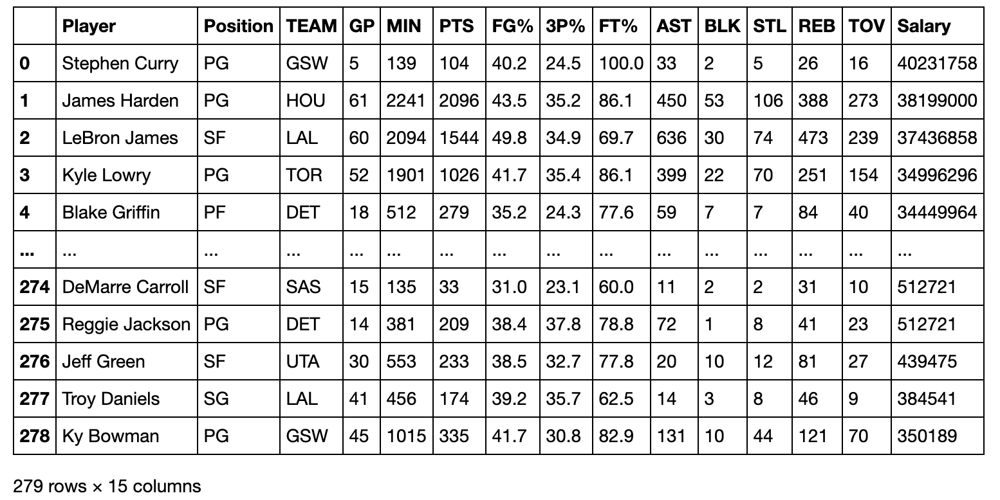 Player Position TEAM GP MIN PTS FG% 3P% FT% AST BLK STL REB TOV Salary
0 Stephen Curry PG GSW 5 139 104 40.2 24.5 100.0 33 2 5 26 16 40231758
1 James Harden PG HOU 61 2241 2096 43.5 35.2 86.1 450 53 106 388 273 38199000
2 LeBron James SF LAL 60 2094 1544 49.8 34.9 69.7 636 30 74 473 239 37436858
3 Kyle Lowry PG TOR 52 1901 1026 41.7 35.4 86.1 399 22 70 251 154 34996296
4 Blake Griffin PF DET 18 512 279 35.2 24.3 77.6 59 7 7 84 40 34449964
... ... ... ... ... ... ... ... ... ... ... ... ... ... ... ...
274 DeMarre Carroll SF SAS 15 135 33 31.0 23.1 60.0 11 2 2 31 10 512721
275 Reggie Jackson PG DET 14 381 209 38.4 37.8 78.8 72 1 8 41 23 512721
276 Jeff Green SF UTA 30 553 233 38.5 32.7 77.8 20 10 12 81 27 439475
277 Troy Daniels SG LAL 41 456 174 39.2 35.7 62.5 14 3 8 46 9 384541
278 Ky Bowman PG GSW 45 1015 335 41.7 30.8 82.9 131 10 44 121 70 350189
279 rows × 15 columns